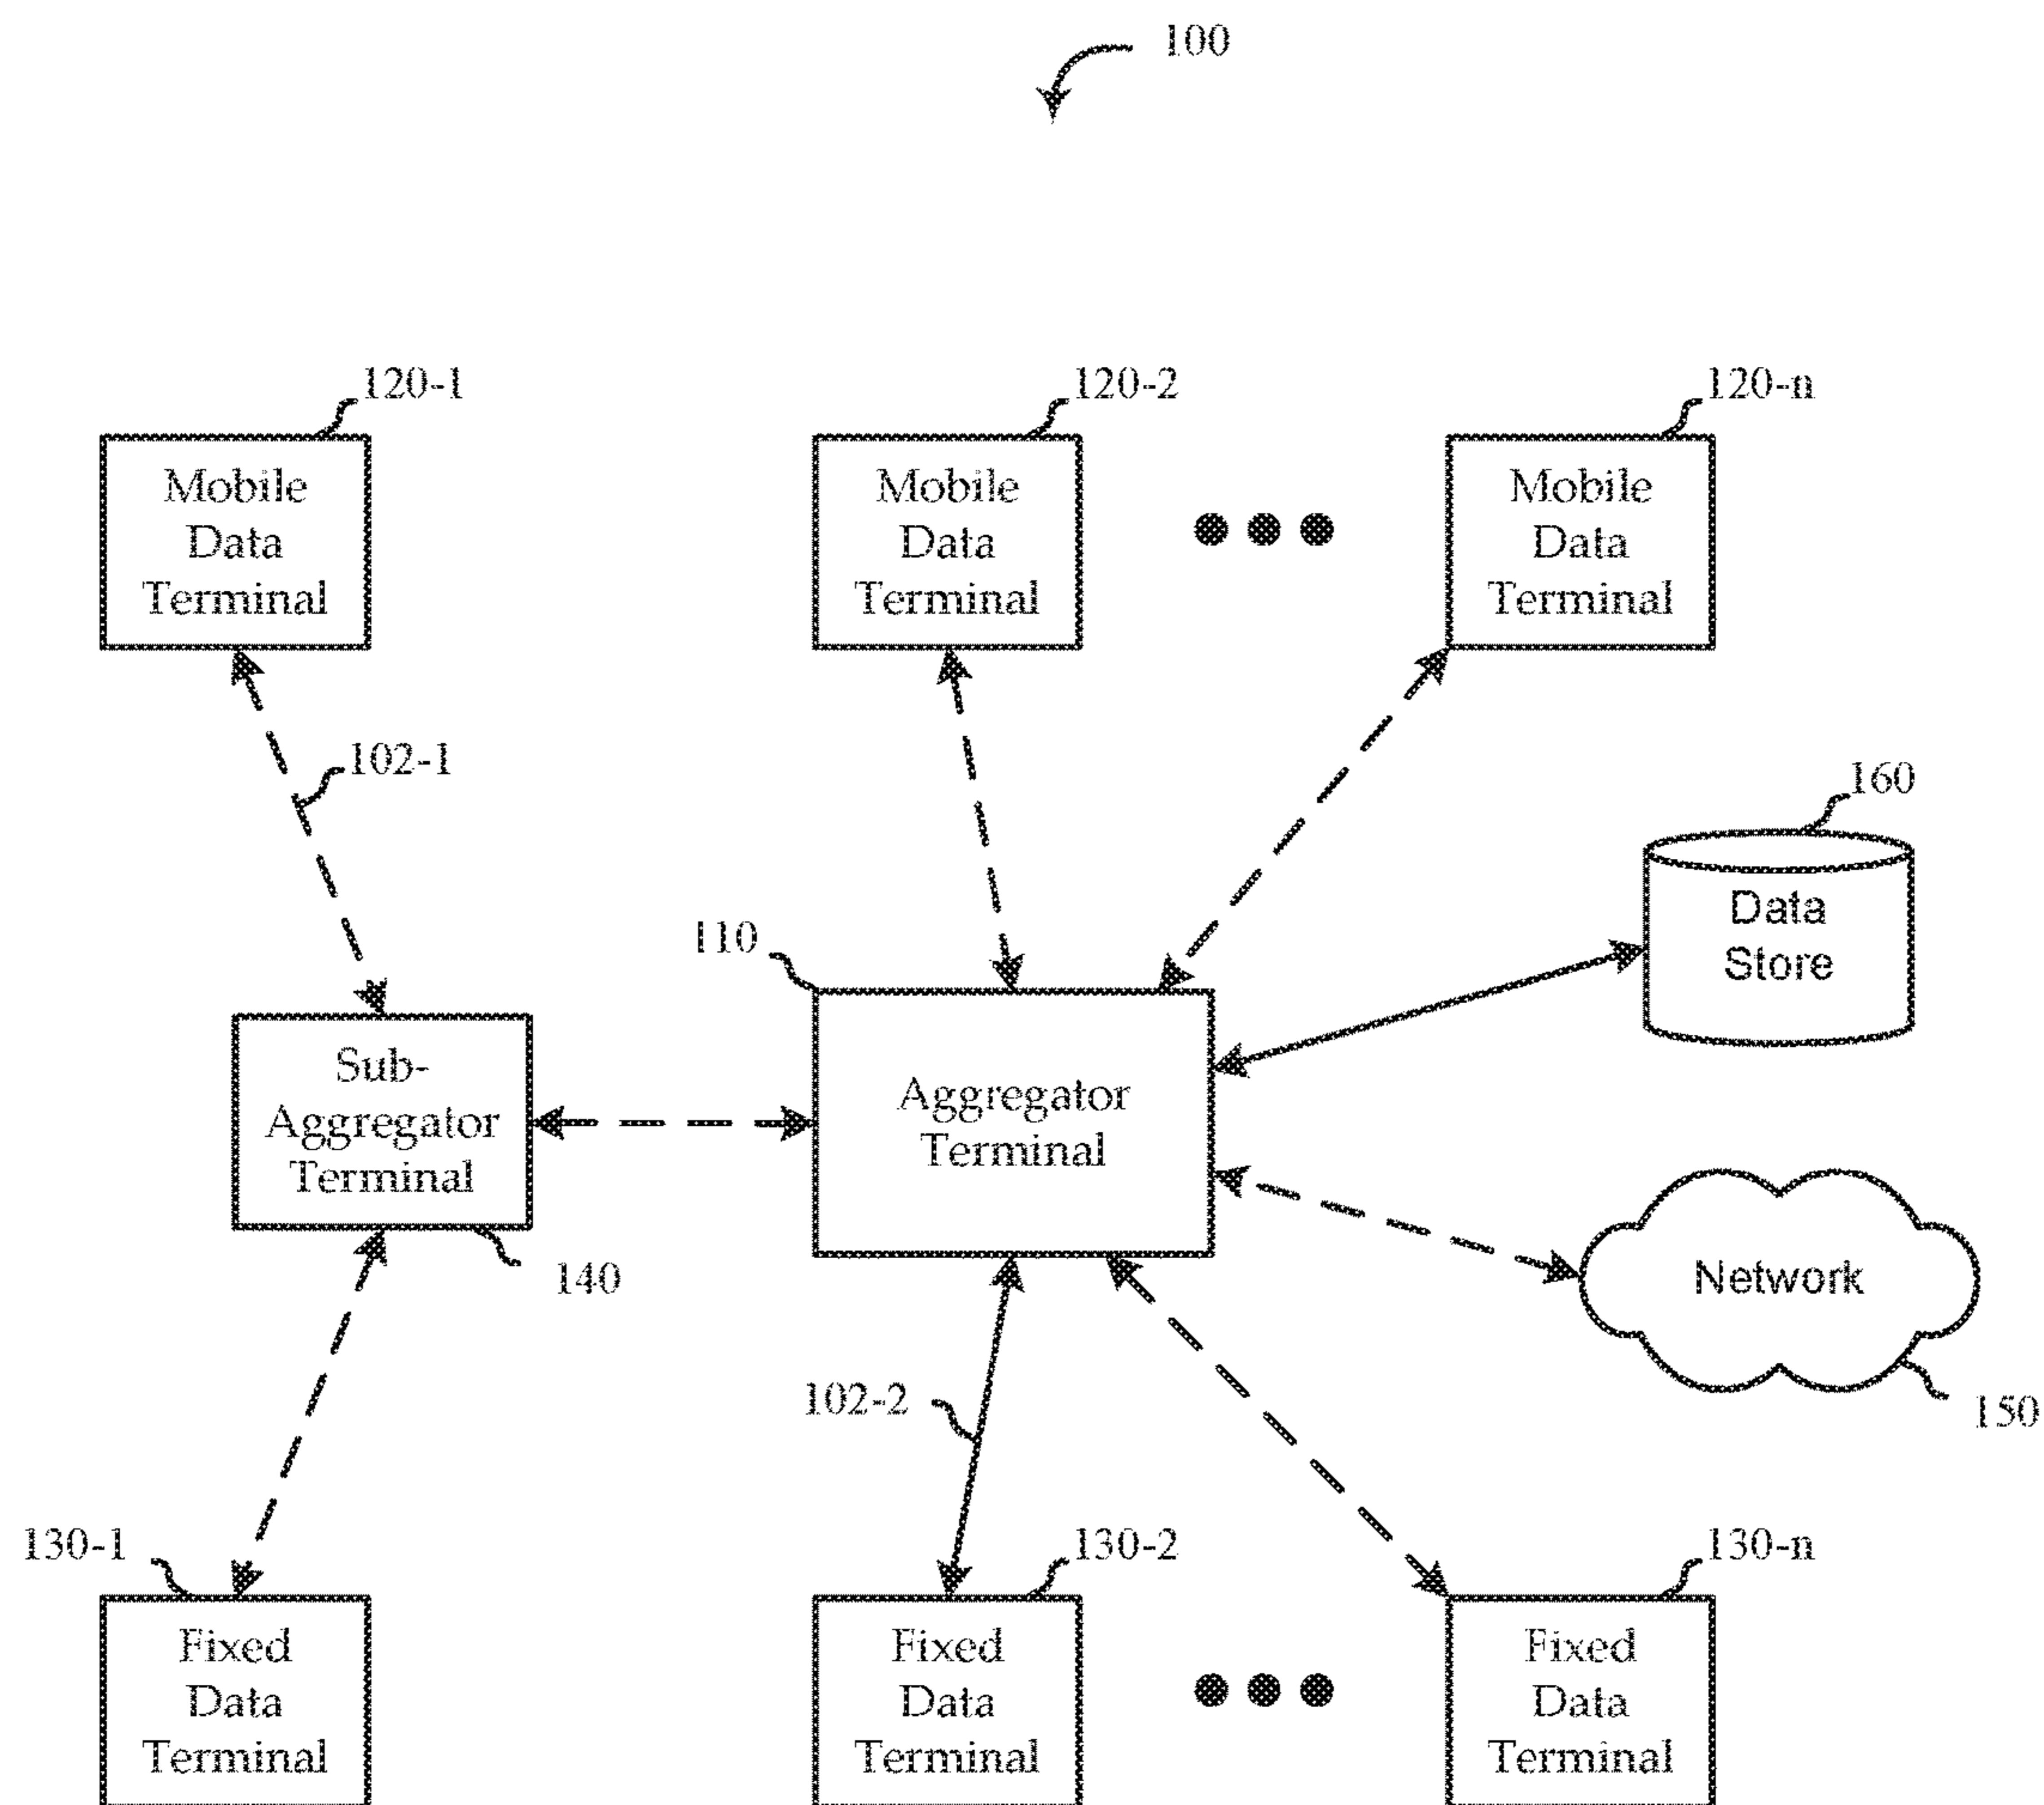 100
120-1
120-2
120-n
Mobile
Data
Terminal
Mobile
Data
Terminal
Mobile
Data
Terminal
102-1
160
Data
Store
110
Sub-
Aggregator
Terminal
Aggregator
Terminal
140
Network
102-2
150
130-1
130-2
130-n
Fixed
Data
Terminal
Fixed
Data
Terminal
Fixed
Data
Terminal